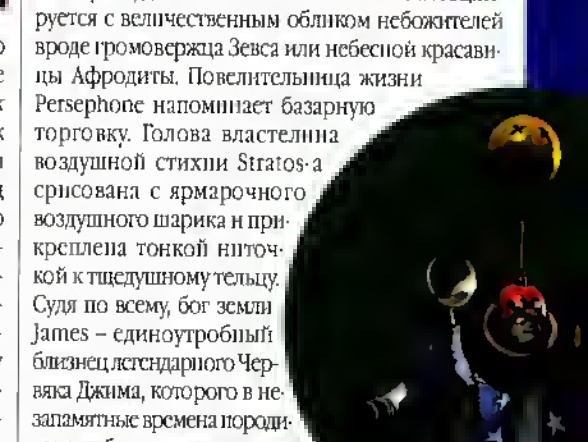 руется с величественным обликом небожителей
вроде громовержца Зевса или небесной красави-
цы Афродиты. Повелительница жизни
Persephone напоминает базарную
торговку. Голова властелина
воздушной стихии Stratos-а
срисована с ярмарочного
воздушного шарика и при-
креплена тонкой ниточ-
кой к тщедушному тельцу.
Судя по всему, бог земли
James – единоутробный
близнец легендарного Чер-
вяка Джима, которого в не-
запамятные времена породи-